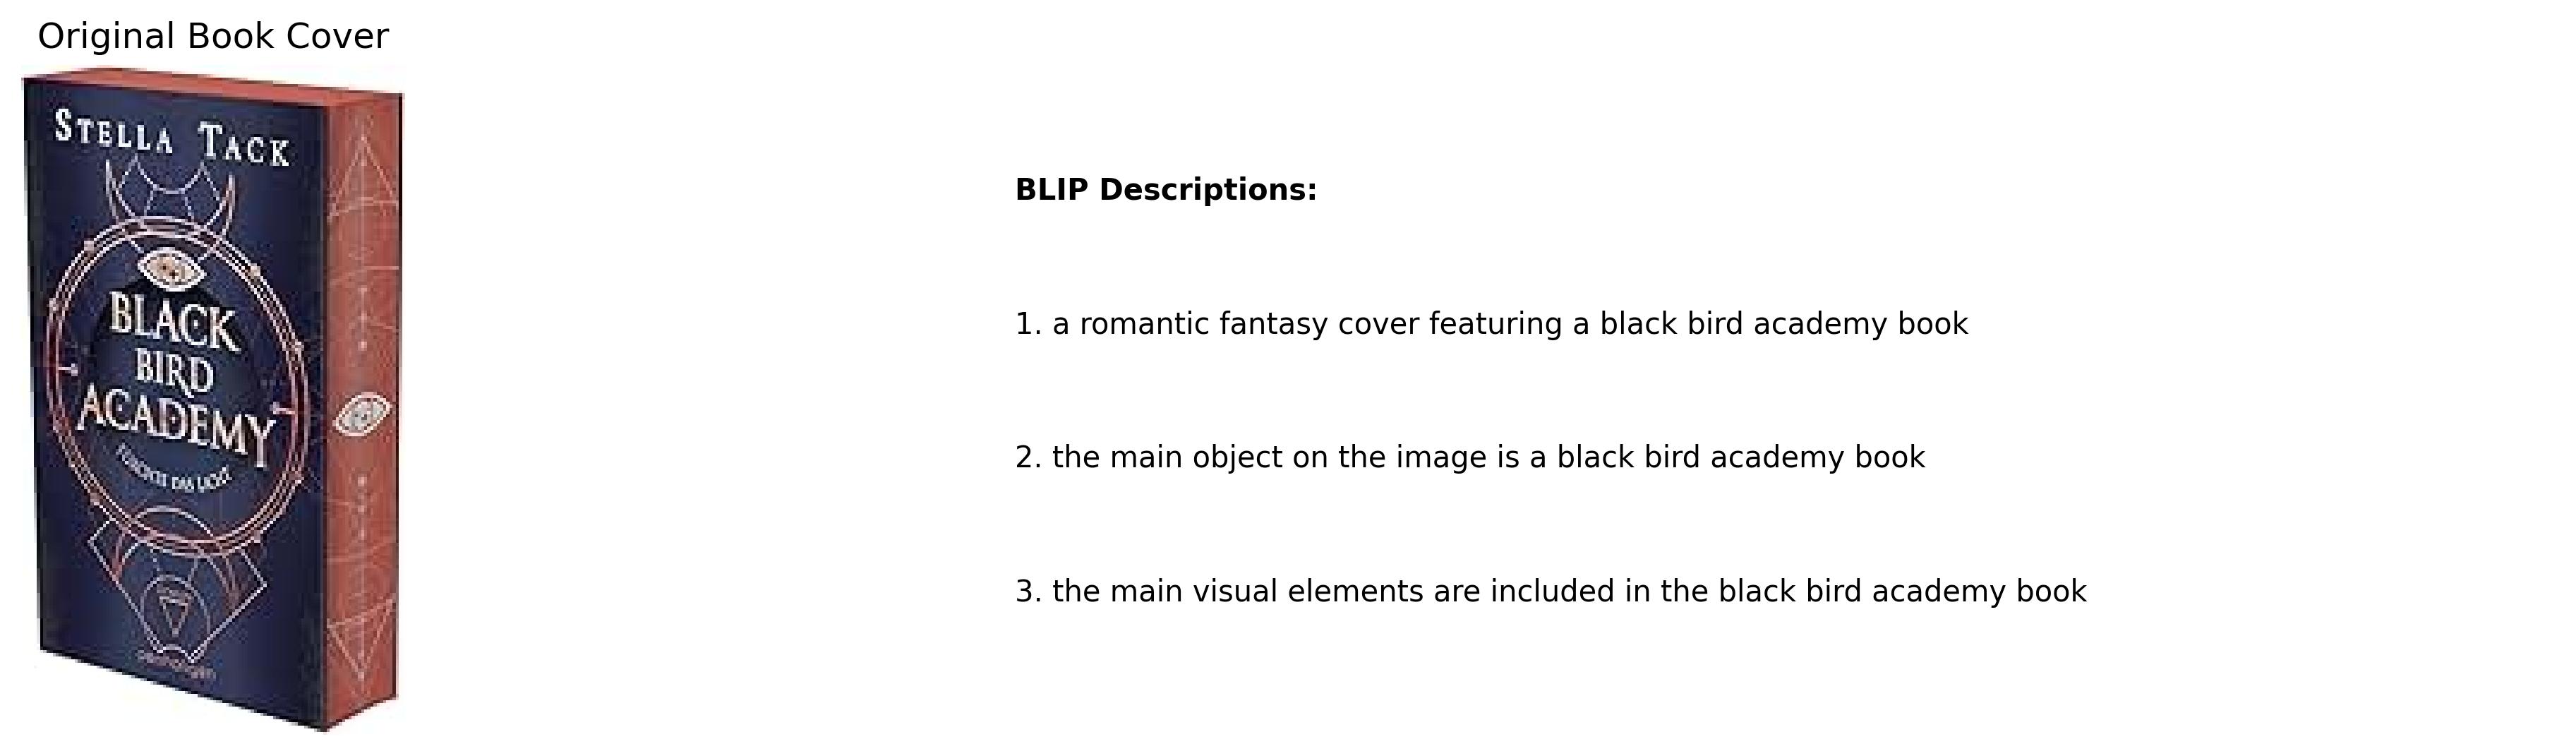 Original Book Cover
STELLA TACK
BLACK
BIRD
ACADEMY
FÜRCHTE DAS LICHT
BLIP Descriptions:
1. a romantic fantasy cover featuring a black bird academy book
2. the main object on the image is a black bird academy book
3. the main visual elements are included in the black bird academy book